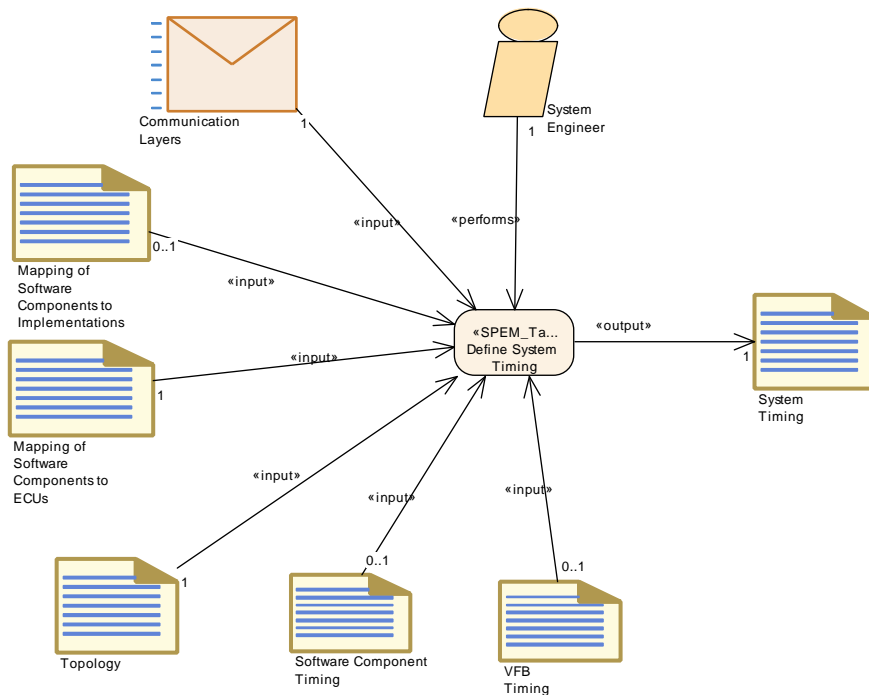 Communication
Layers
1
System
Engineer
1
«input»
«performs»
Mapping of
Software
Components to
Implementations
0..1
«input»
«SPEM_Ta...
Define System
Timing
«output»
1
System
Timing
Mapping of
Software
Components to
ECUs
1
«input»
Topology
1
«input»
Software Component
Timing
0..1
«input»
VFB
Timing
0..1
«input»